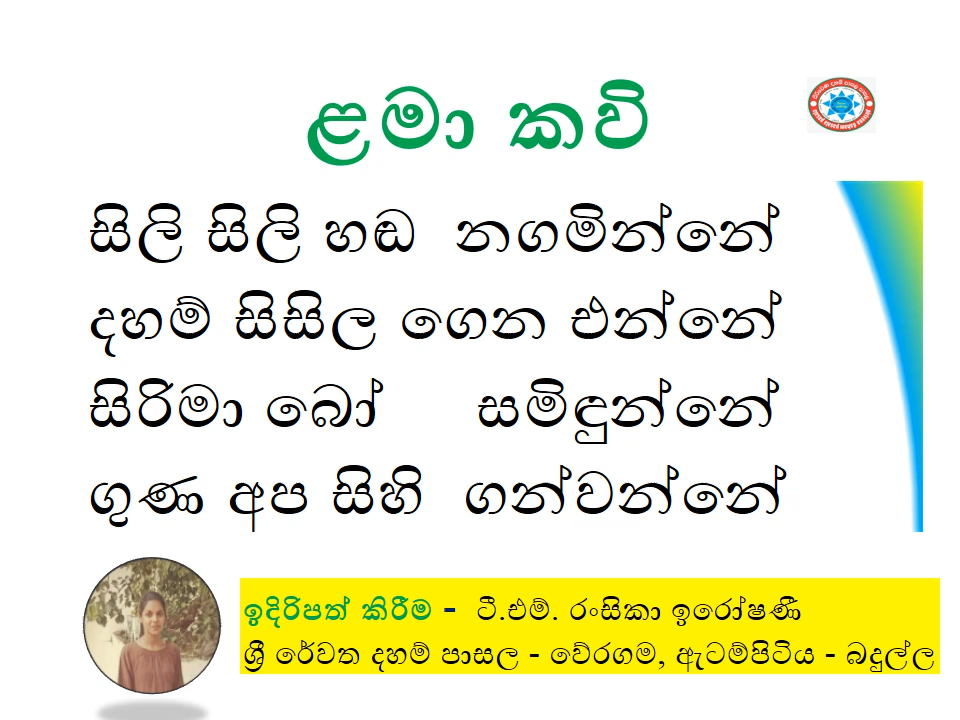 ළමා කවි
සිලි සිලි හඬ නගමින්නේ
දහම් සිසිල ගෙන එන්නේ
සිරිමා බෝ සමිඳුන්නේ
ගුණ අප සිහි ගන්වන්නේ
ඉදිරිපත් කිරීම - ටී.එම්. රංසිකා ඉරෝෂණී
ශ්‍රී රේවත දහම් පාසල - වේරගම, ඇටම්පිටිය - බදුල්ල